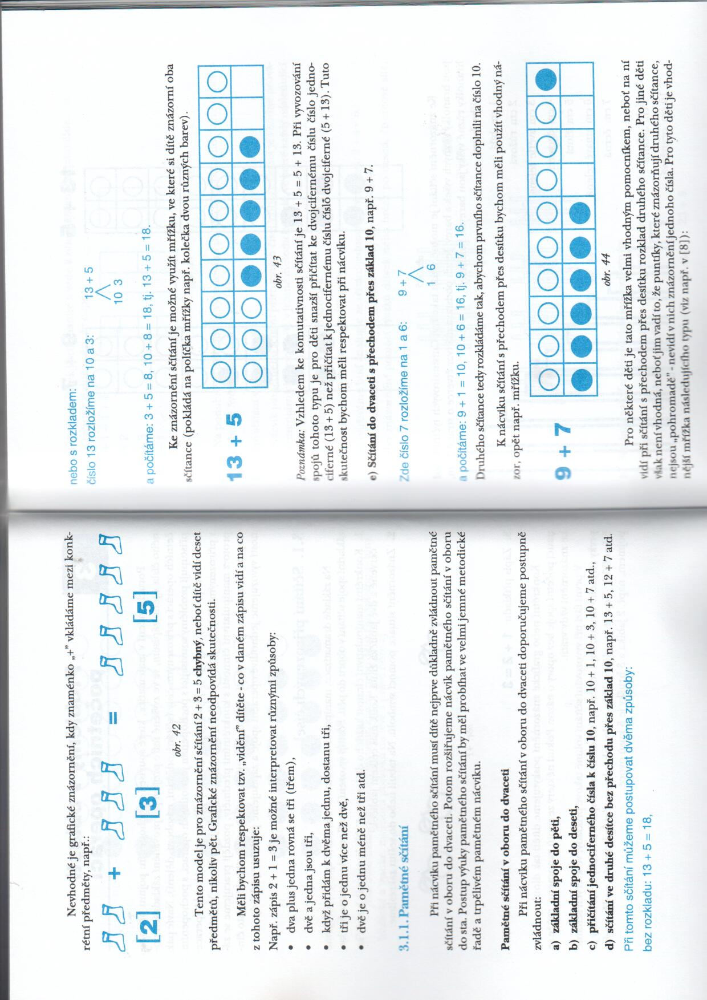 Nevhodné je grafické znázornění, kdy znaménko „+” vkládáme mezi konk-
rétní předměty, např.:
+ =
[2] [3] [5]
obr. 42
Tento model je pro znázornění sčítání 2 + 3 = 5 chybný, neboť dítě vidí deset
předmětů, nikoliv pět. Grafické znázornění neodpovídá skutečnosti.
Měli bychom respektovat tzv. „vidění” dítěte - co v daném zápisu vidí a na co
z tohoto zápisu usuzuje:
Např. zápis 2 + 1 = 3 je možné interpretovat různými způsoby:
• dva plus jedna rovná se tři (třem),
• dvě a jedna jsou tři,
• když přidám k dvěma jednu, dostanu tři,
• tři je o jednu více než dvě,
• dvě je o jednu méně než tři atd.
3.1.1. Pamětné sčítání
Při nácviku pamětného sčítání musí dítě nejprve důkladně zvládnout pamětné
sčítání v oboru do dvaceti. Potom rozšiřujeme nácvik pamětného sčítání v oboru
do sta. Postup výuky pamětného sčítání by měl probíhat ve velmi jemné metodické
řadě a trpělivém pamětném nácviku.
Pamětné sčítání v oboru do dvaceti
Při nácviku pamětného sčítání v oboru do dvaceti doporučujeme postupně
zvládnout:
a) základní spoje do pěti,
b) základní spoje do deseti,
c) přičítání jednociferného čísla k číslu 10, např. 10 + 1, 10 + 3, 10 + 7 atd.,
d) sčítání ve druhé desítce bez přechodu přes základ 10, např. 13 + 5, 12 + 7 atd.
Při tomto sčítání můžeme postupovat dvěma způsoby:
bez rozkladu: 13 + 5 = 18,
nebo s rozkladem:
číslo 13 rozložíme na 10 a 3: 13 + 5
10 3
a počítáme: 3 + 5 = 8, 10 + 8 = 18, tj. 13 + 5 = 18.
Ke znázornění sčítání je možné využít mřížku, ve které si dítě znázorní oba
sčítance (pokládá na políčka mřížky např. kolečka dvou různých barev).
13 + 5
obr. 43
Poznámka: Vzhledem ke komutativnosti sčítání je 13 + 5 = 5 + 13. Při vyvozování
spojů tohoto typu je pro děti snazší přičítat ke dvojcifernému číslu číslo jedno-
ciferné (13 + 5) než přičítat k jednocifernému číslu číslo dvojciferné (5 + 13). Tuto
skutečnost bychom měli respektovat při nácviku.
e) Sčítání do dvaceti s přechodem přes základ 10, např. 9 + 7.
Zde číslo 7 rozložíme na 1 a 6: 9 + 7
1 6
a počítáme: 9 + 1 = 10, 10 + 6 = 16, tj. 9 + 7 = 16.
Druhého sčítance tedy rozkládáme tak, abychom prvního sčítance doplnili na číslo 10.
K nácviku sčítání s přechodem přes desítku bychom měli použít vhodný ná-
zor, opět např. mřížku.
9 + 7
obr. 44
Pro některé děti je tato mřížka velmi vhodným pomocníkem, neboť na ní
vidí při sčítání s přechodem přes desítku rozklad druhého sčítance. Pro jiné děti
však není vhodná, neboť jim vadí to, že puntíky, které znázorňují druhého sčítance,
nejsou „pohromadě” - nevidí v nich znázornění jednoho čísla. Pro tyto děti je vhod-
nější mřížka následujícího typu (viz např. v [8]):